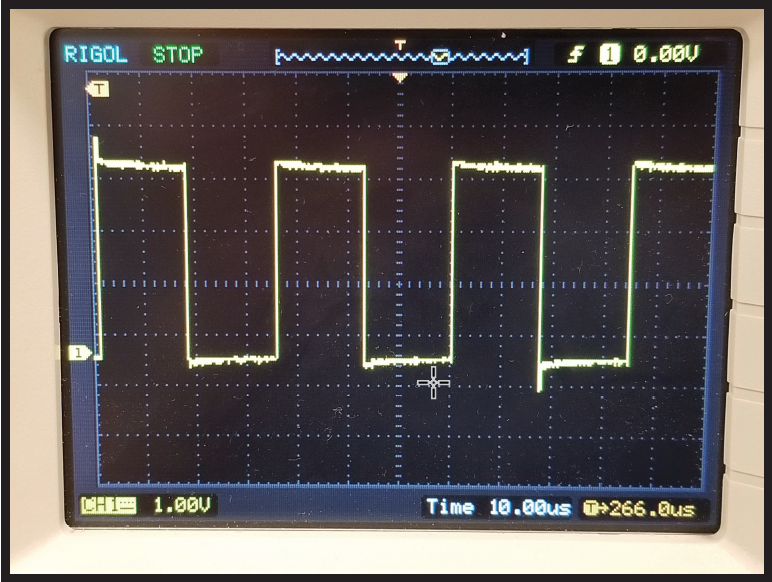 RIGOL STOP T 1 0.00V
T
1
CH1 1.00V Time 10.00us T→266.0us